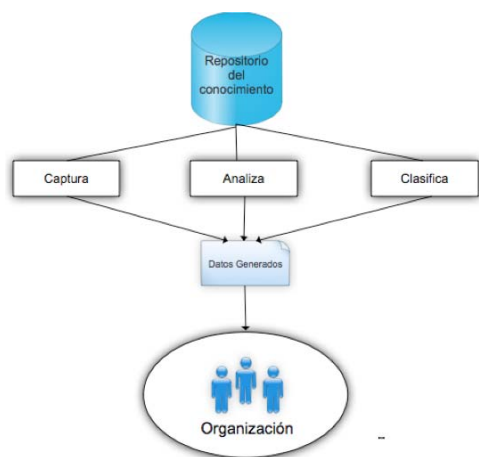 Repositorio
del
conocimiento
Captura
Analiza
Clasifica
Datos Generados
Organización
--